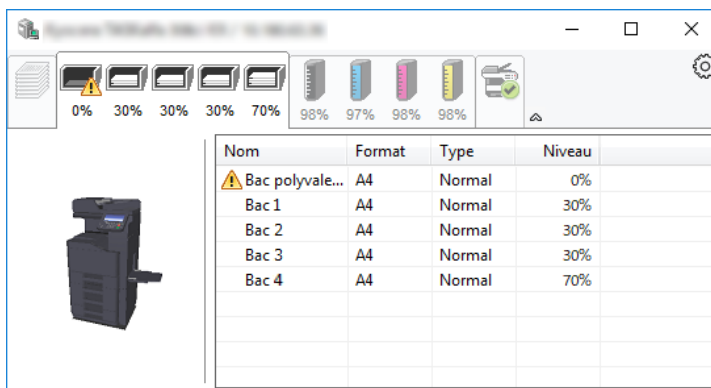 0% 30% 30% 30% 70% 98% 97% 98% 98%
Nom Format Type Niveau
Bac polyvale... A4 Normal 0%
Bac 1 A4 Normal 30%
Bac 2 A4 Normal 30%
Bac 3 A4 Normal 30%
Bac 4 A4 Normal 70%